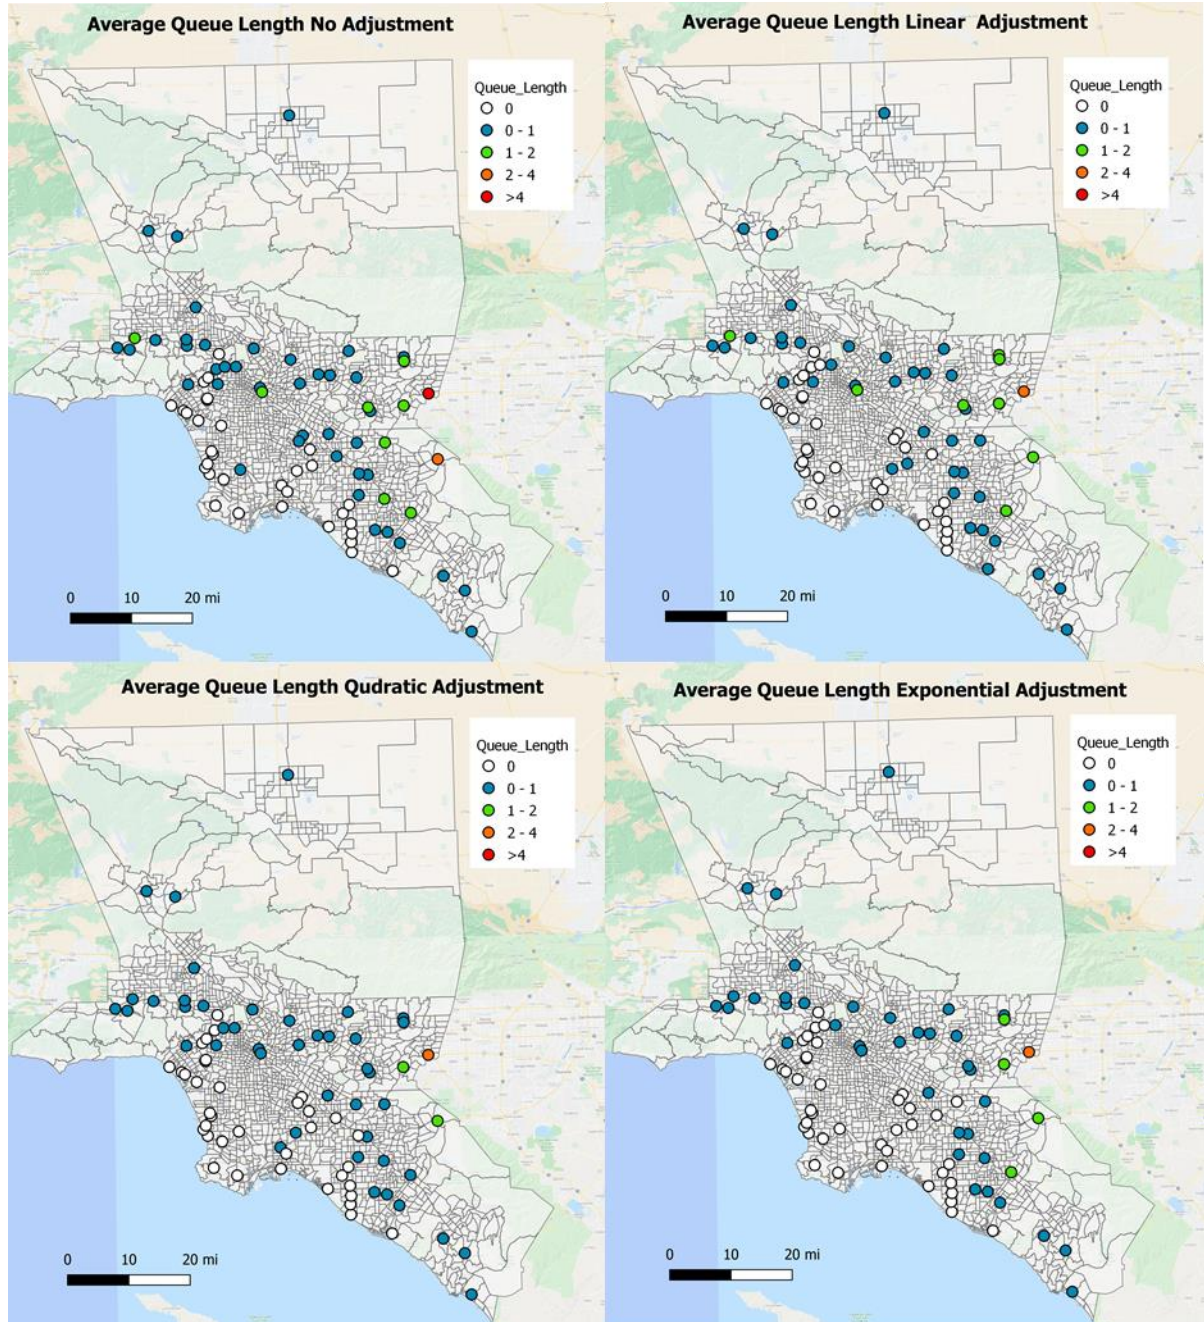 Average Queue Length No Adjustment
Queue_Length
0
0 - 1
1 - 2
2 - 4
>4
0 10 20 mi
Average Queue Length Linear Adjustment
Queue_Length
0
0 - 1
1 - 2
2 - 4
>4
0 10 20 mi
Average Queue Length Qudratic Adjustment
Queue_Length
0
0 - 1
1 - 2
2 - 4
>4
0 10 20 mi
Average Queue Length Exponential Adjustment
Queue_Length
0
0 - 1
1 - 2
2 - 4
>4
0 10 20 mi